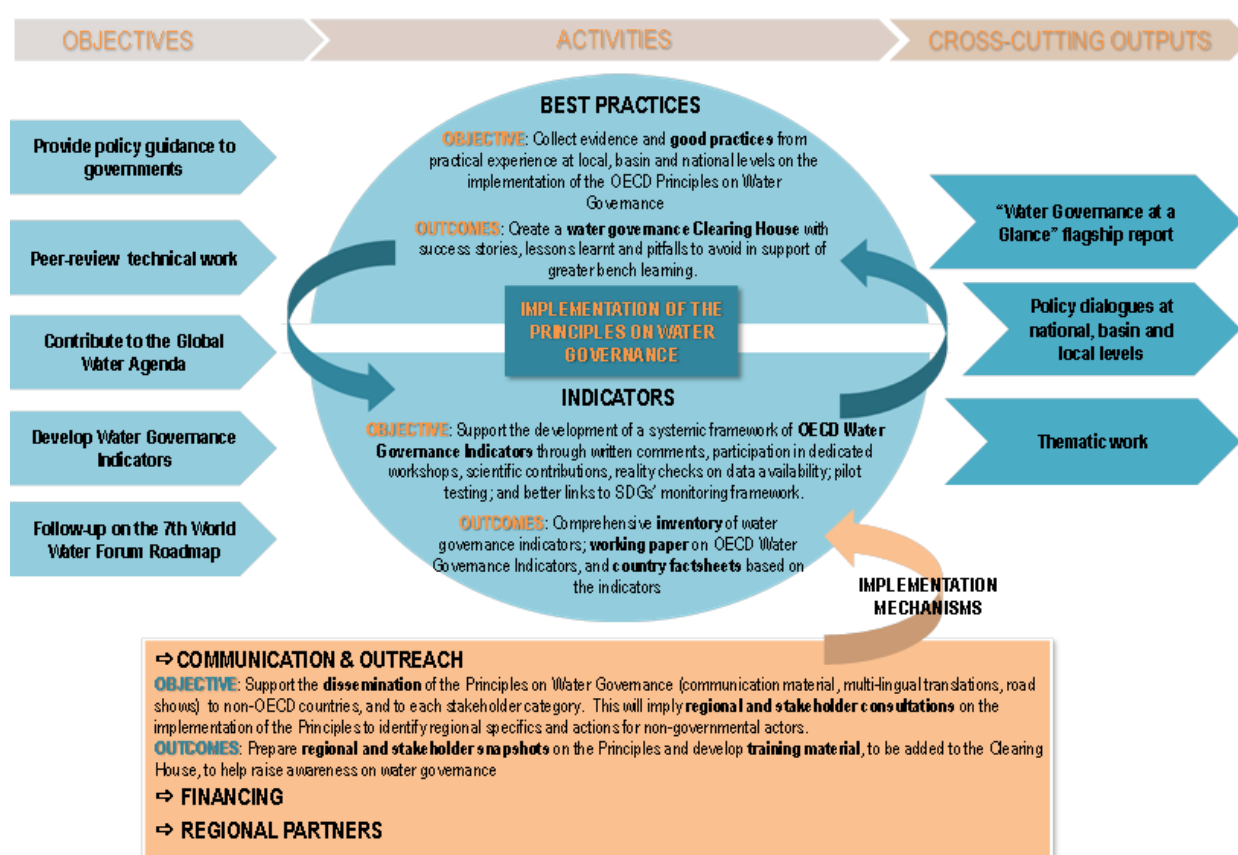 OBJECTIVES
ACTIVITIES
CROSS-CUTTING OUTPUTS
Provide policy guidance to
governments
Peer-review technical work
Contribute to the Global
Water Agenda
Develop Water Governance
Indicators
Follow-up on the 7th World
Water Forum Roadmap
BEST PRACTICES
OBJECTIVE: Collect evidence and good practices from
practical experience at local, basin and national levels on the
implementation of the OECD Principles on Water
Governance
OUTCOMES: Create a water governance Clearing House with
success stories, lessons learnt and pitfalls to avoid in support of
greater bench learning.
IMPLEMENTATION OF THE
PRINCIPLES ON WATER
GOVERNANCE
INDICATORS
OBJECTIVE: Support the development of a systemic framework of OECD Water
Governance Indicators through written comments, participation in dedicated
workshops, scientific contributions, reality checks on data availability; pilot
testing; and better links to SDGs' monitoring framework.
OUTCOMES: Comprehensive inventory of water
governance indicators; working paper on OECD Water
Governance Indicators, and country factsheets based on
the indicators
"Water Governance at a
Glance" flagship report
Policy dialogues at
national, basin and
local levels
Thematic work
IMPLEMENTATION
MECHANISMS
⇨ COMMUNICATION & OUTREACH
OBJECTIVE: Support the dissemination of the Principles on Water Governance (communication material, multi-lingual translations, road
shows) to non-OECD countries, and to each stakeholder category. This will imply regional and stakeholder consultations on the
implementation of the Principles to identify regional specifics and actions for non-governmental actors.
OUTCOMES: Prepare regional and stakeholder snapshots on the Principles and develop training material, to be added to the Clearing
House, to help raise awareness on water governance
⇨ FINANCING
⇨ REGIONAL PARTNERS